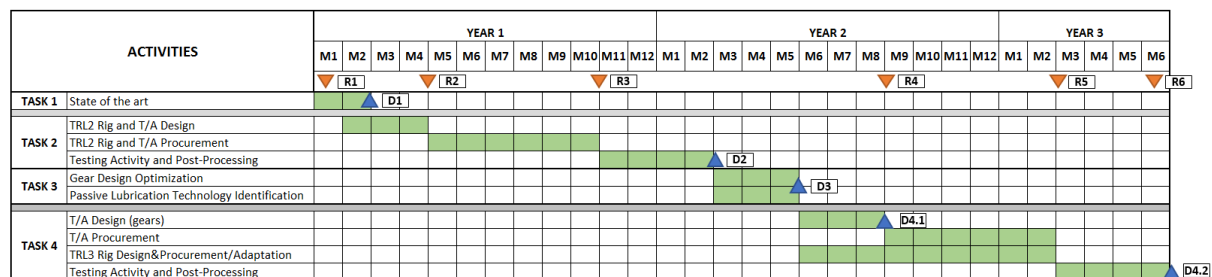 ACTIVITIES
YEAR 1 YEAR 2 YEAR 3
M1 M2 M3 M4 M5 M6 M7 M8 M9 M10 M11 M12 M1 M2 M3 M4 M5 M6 M7 M8 M9 M10 M11 M12 M1 M2 M3 M4 M5 M6
R1 R2 R3 R4 R5 R6
TASK 1 State of the art D1
TASK 2
TRL2 Rig and T/A Design
TRL2 Rig and T/A Procurement
Testing Activity and Post-Processing D2
TASK 3
Gear Design Optimization
Passive Lubrication Technology Identification D3
TASK 4
T/A Design (gears) D4.1
T/A Procurement
TRL3 Rig Design&Procurement/Adaptation
Testing Activity and Post-Processing D4.2